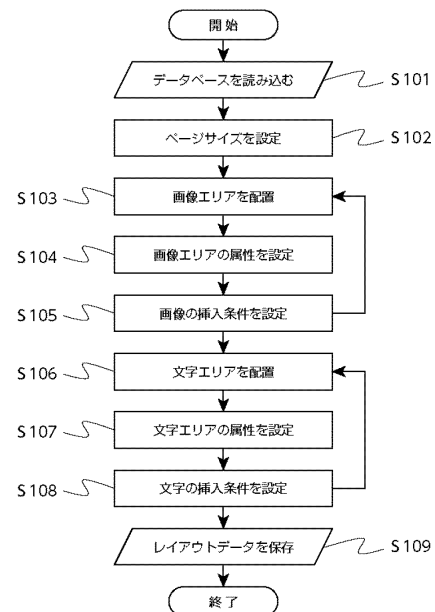 開始
データベースを読み込む
S101
ページサイズを設定
S102
S103
画像エリアを配置
S104
画像エリアの属性を設定
S105
画像の挿入条件を設定
S106
文字エリアを配置
S107
文字エリアの属性を設定
S108
文字の挿入条件を設定
レイアウトデータを保存
S109
終了